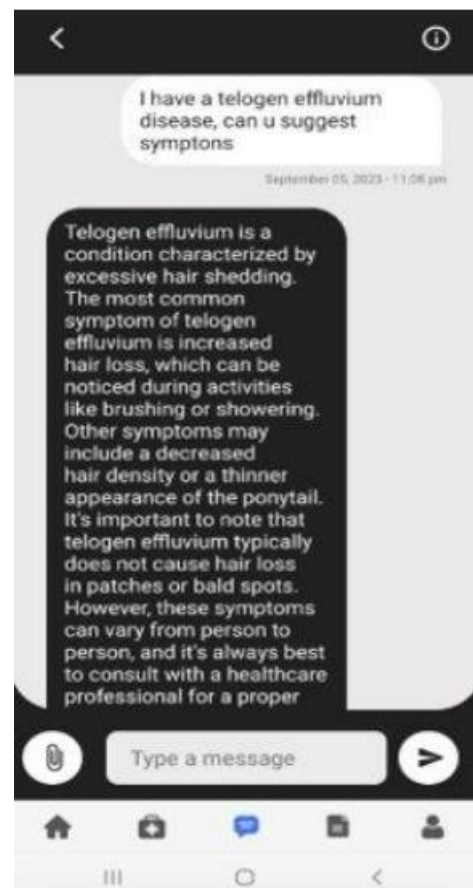 I have a telogen effluvium
disease, can u suggest
symptons
September 05, 2023 - 11:06 pm
Telogen effluvium is a
condition characterized by
excessive hair shedding.
The most common
symptom of telogen
effluvium is increased
hair loss, which can be
noticed during activities
like brushing or showering.
Other symptoms may
include a decreased
hair density or a thinner
appearance of the ponytail.
It's important to note that
telogen effluvium typically
does not cause hair loss
in patches or bald spots.
However, these symptoms
can vary from person to
person, and it's always best
to consult with a healthcare
professional for a proper
Type a message